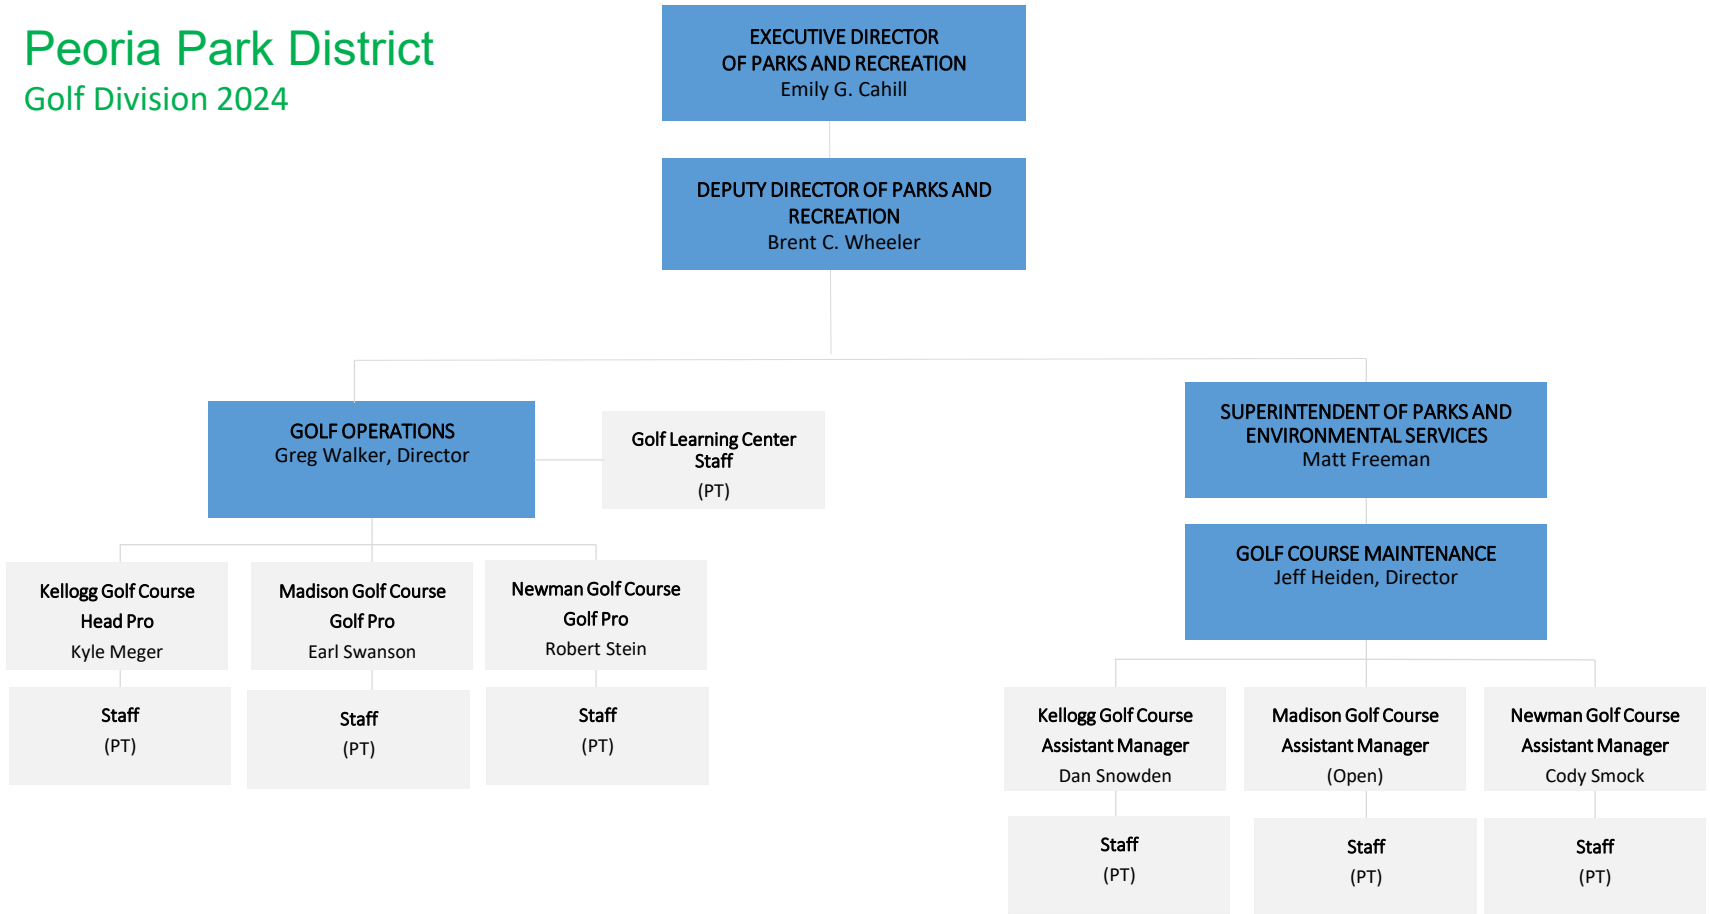 Peoria Park District
Golf Division 2024
EXECUTIVE DIRECTOR
OF PARKS AND RECREATION
Emily G. Cahill
DEPUTY DIRECTOR OF PARKS AND
RECREATION
Brent C. Wheeler
GOLF OPERATIONS
Greg Walker, Director
Golf Learning Center
Staff
(PT)
SUPERINTENDENT OF PARKS AND
ENVIRONMENTAL SERVICES
Matt Freeman
GOLF COURSE MAINTENANCE
Jeff Heiden, Director
Kellogg Golf Course
Head Pro
Kyle Meger
Madison Golf Course
Golf Pro
Earl Swanson
Newman Golf Course
Golf Pro
Robert Stein
Staff
(PT)
Staff
(PT)
Staff
(PT)
Kellogg Golf Course
Assistant Manager
Dan Snowden
Madison Golf Course
Assistant Manager
(Open)
Newman Golf Course
Assistant Manager
Cody Smock
Staff
(PT)
Staff
(PT)
Staff
(PT)